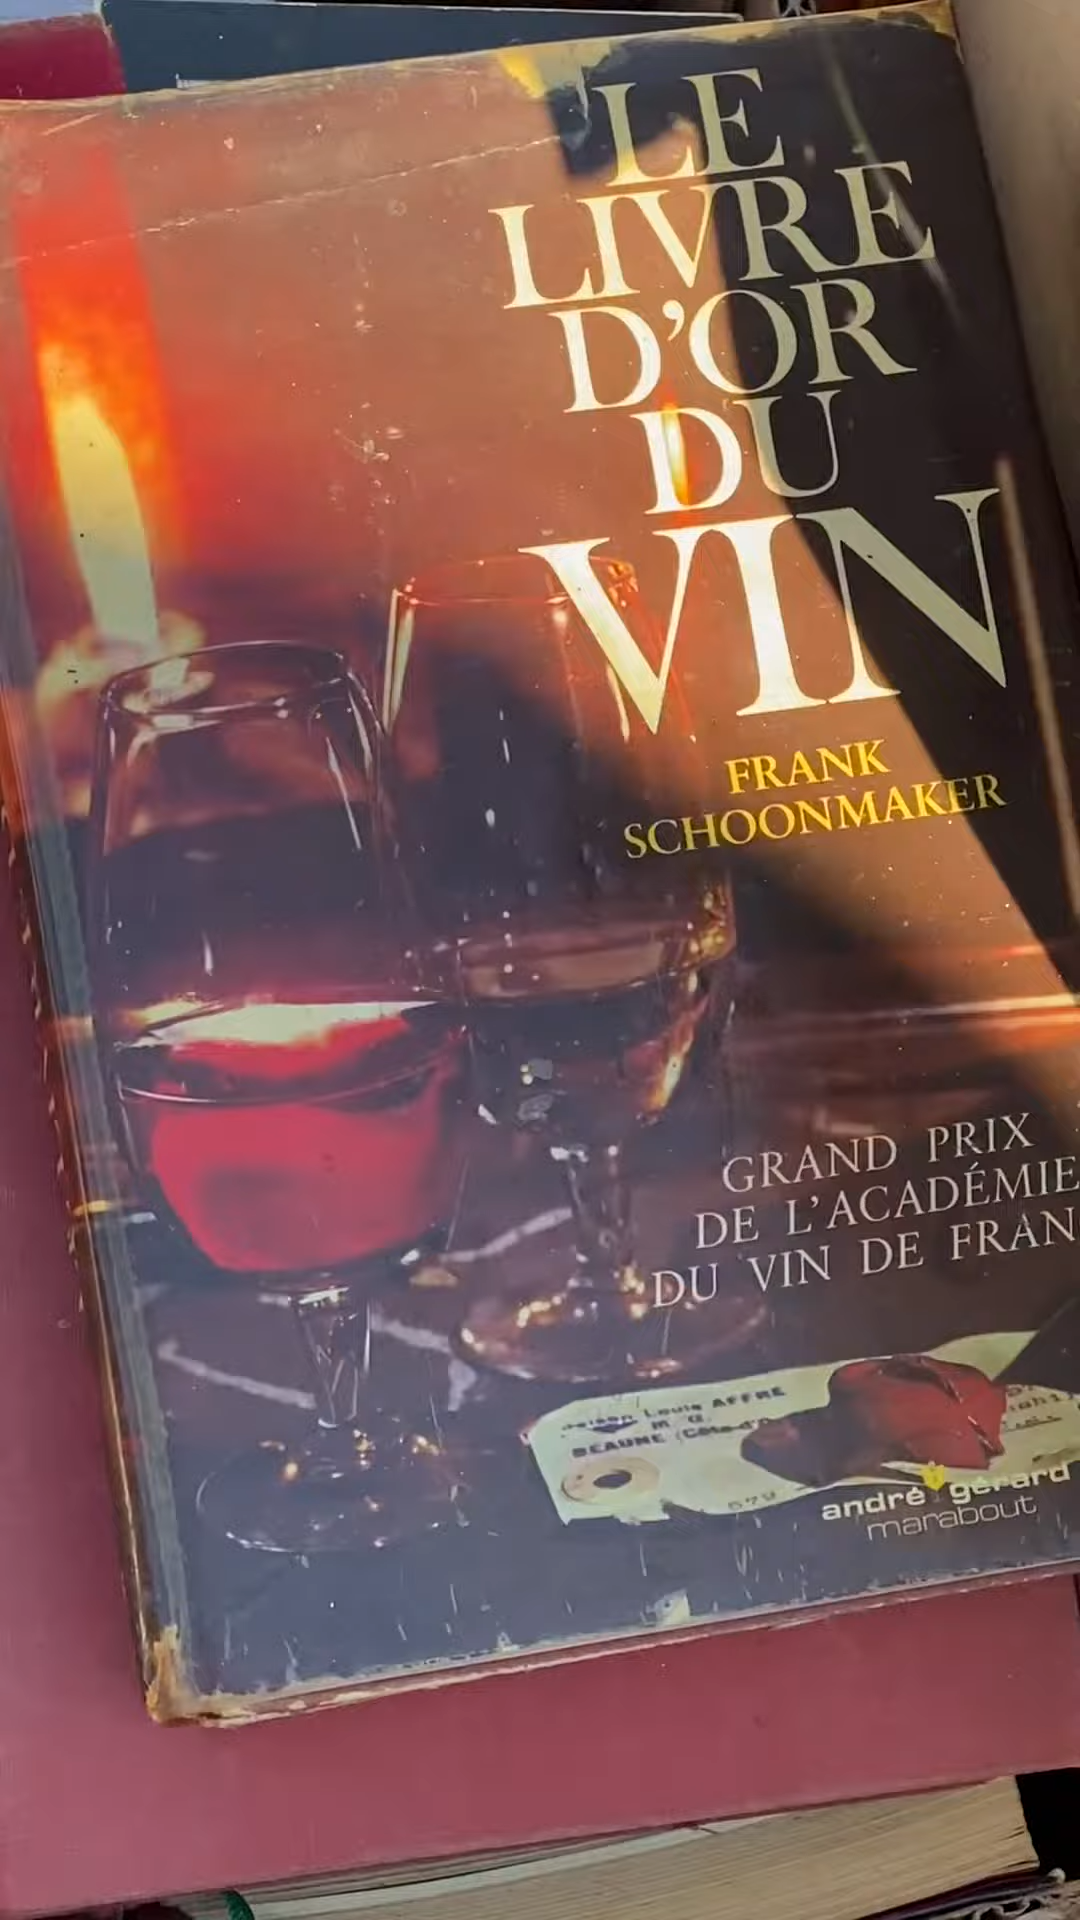 LE
LIVRE
D'OR
DU
VIN
FRANK
SCHOONMAKER
GRAND PRIX
DE L'ACADÉMIE
DU VIN DE FRAN
Louis AFFRE
BEAUNE
579
andré gérard
marabout